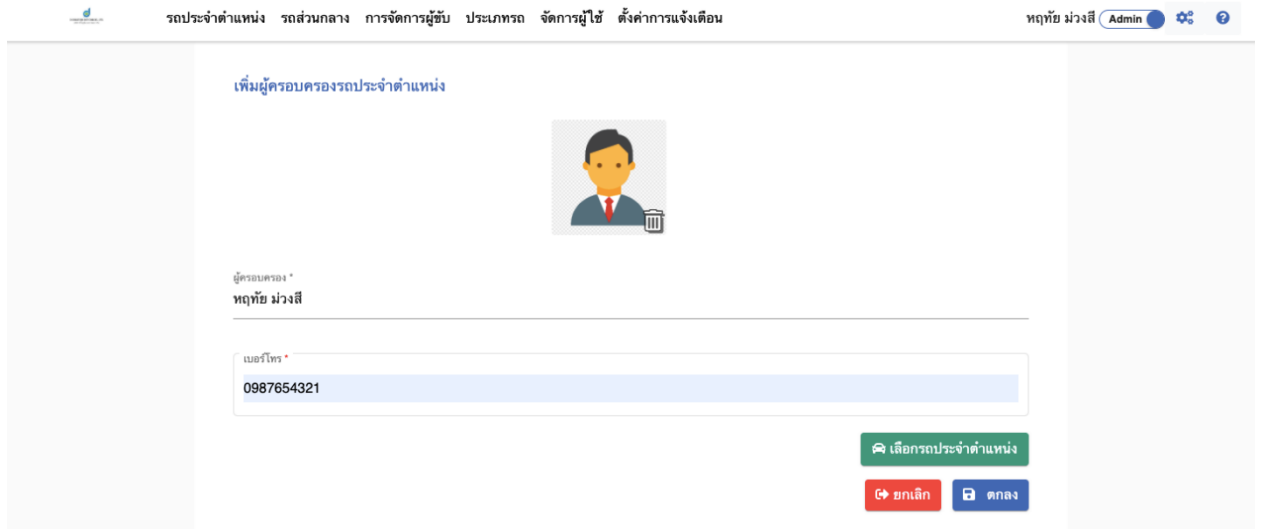 รถประจำตำแหน่ง รถส่วนกลาง การจัดการผู้ขับ ประเภทรถ จัดการผู้ใช้ ตั้งค่าการแจ้งเตือน หฤทัย ม่วงสี Admin
เพิ่มผู้ครอบครองรถประจำตำแหน่ง
ผู้ครอบครอง *
หฤทัย ม่วงสี
เบอร์โทร *
0987654321
เลือกรถประจำตำแหน่ง
ยกเลิก ตกลง